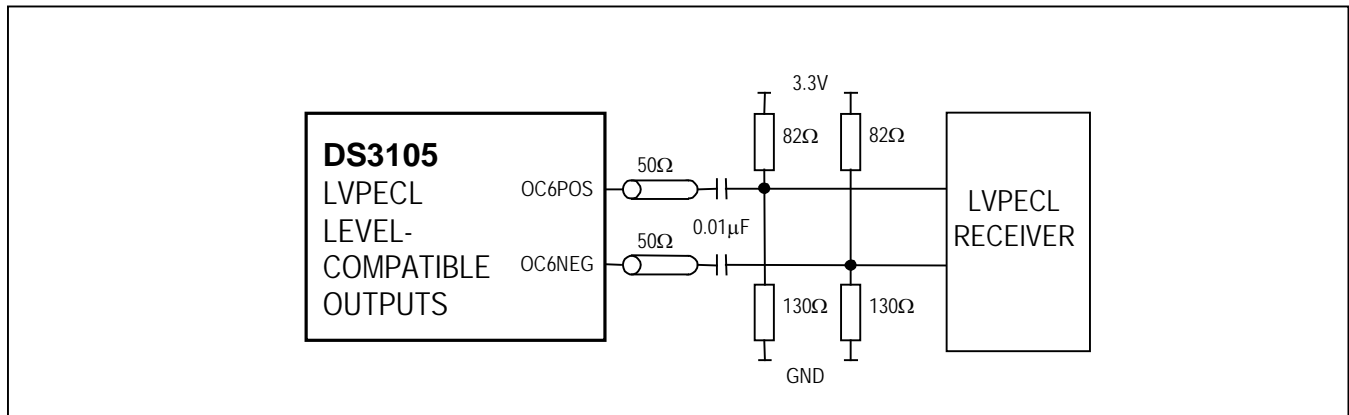 3.3V
82Ω 82Ω
DS3105
LVPECL
LEVEL-
COMPATIBLE
OUTPUTS
OC6POS
50Ω
0.01μF
OC6NEG
50Ω
130Ω 130Ω
GND
LVPECL
RECEIVER